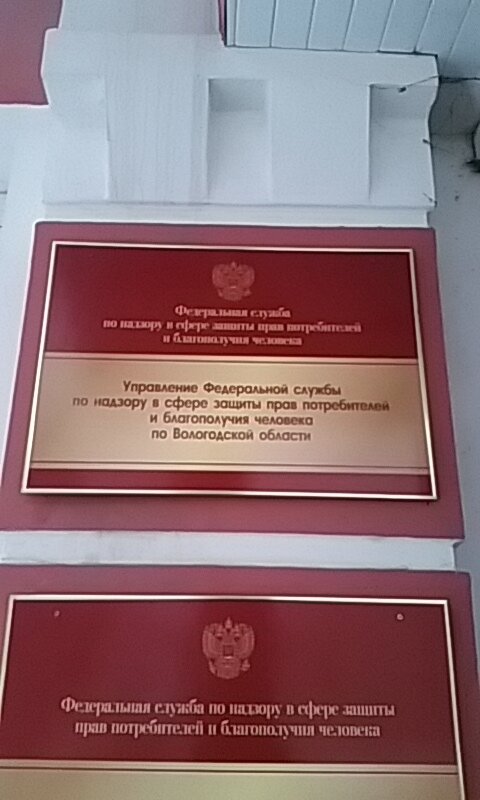 Федеральная служба
по надзору в сфере защиты прав потребителей
и благополучия человека
Управление Федеральной службы
по надзору в сфере защиты прав потребителей
и благополучия человека
по Вологодской области
Федеральная служба по надзору в сфере защиты
прав потребителей и благополучия человека